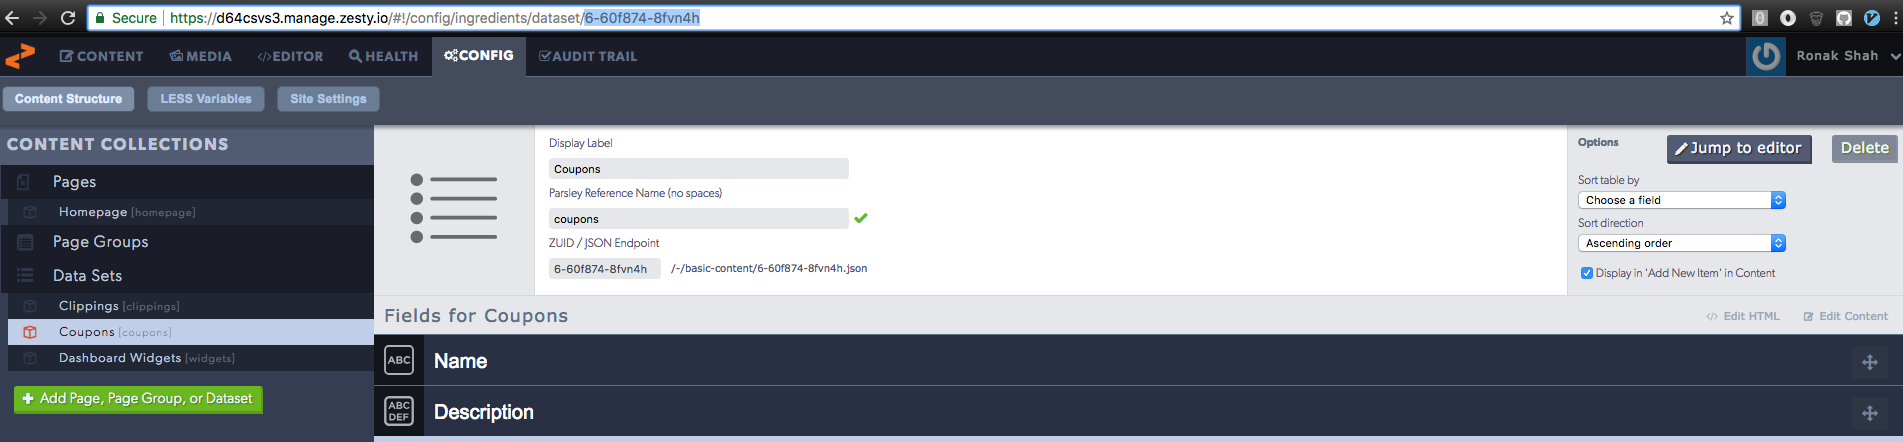 Secure | https://d64csvs3.manage.zesty.io/#!/config/ingredients/dataset/6-60f874-8fvn4h
CONTENT MEDIA </>EDITOR HEALTH CONFIG AUDIT TRAIL Ronak Shah
Content Structure LESS Variables Site Settings
CONTENT COLLECTIONS
Pages
Homepage [homepage]
Page Groups
Data Sets
Clippings [clippings]
Coupons [coupons]
Dashboard Widgets [widgets]
+ Add Page, Page Group, or Dataset
Display Label
Coupons
Parsley Reference Name (no spaces)
coupons
ZUID / JSON Endpoint
6-60f874-8fvn4h /-/basic-content/6-60f874-8fvn4h.json
Options Jump to editor Delete
Sort table by
Choose a field
Sort direction
Ascending order
Display in 'Add New Item' in Content
Fields for Coupons </> Edit HTML Edit Content
ABC Name
ABC
DEF Description